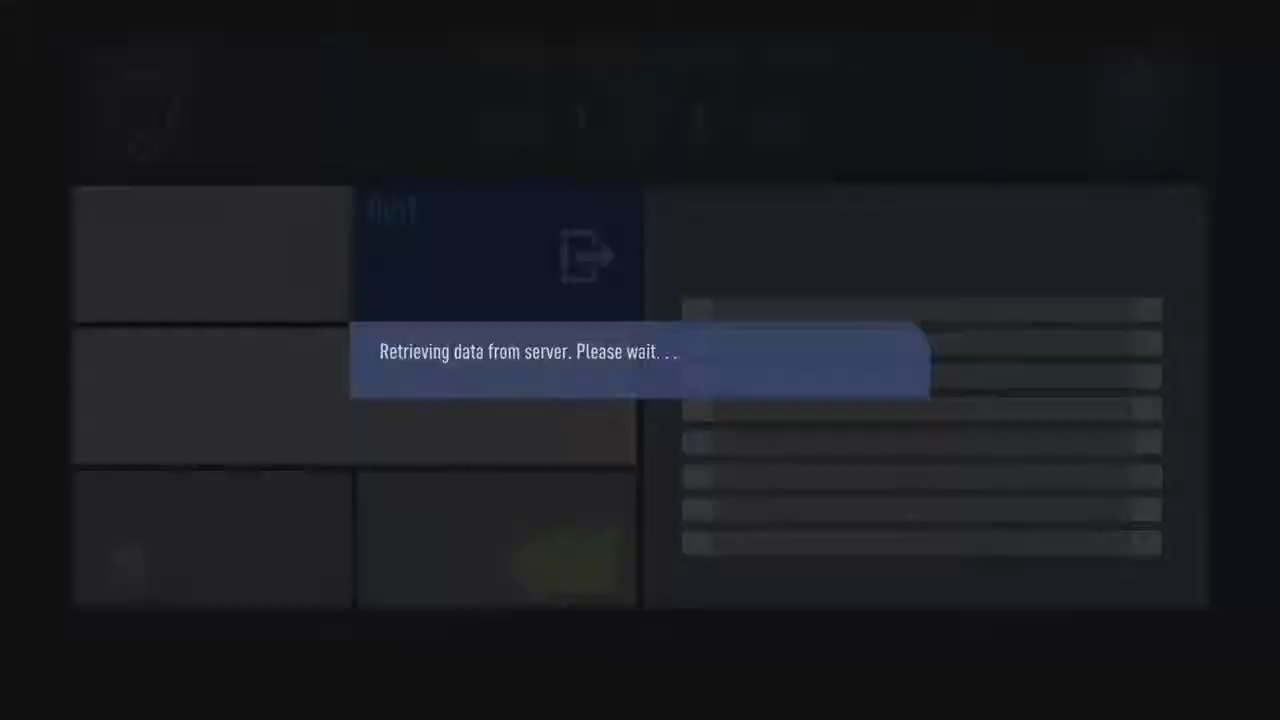 Retrieving data from server. Please wait. . .